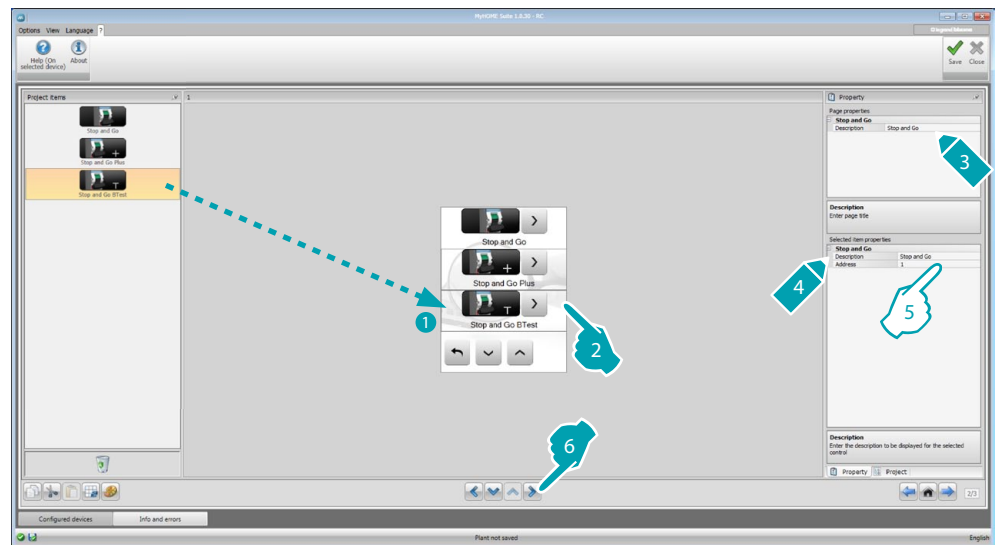 MyHOME Suite 1.8.30 - RC
Options View Language ?
Help (On selected device)
About
Save Close
Project items
Stop and Go
+
Stop and Go Plus
T
Stop and Go BTest
1
Stop and Go
+
Stop and Go Plus
T
Stop and Go BTest
1
2
6
Property
Page properties
Stop and Go
Description Stop and Go
3
Description
Enter page title
Selected item properties
Stop and Go
Description Stop and Go
Address 1
4
5
Description
Enter the description to be displayed for the selected
control
Property Project
2/3
Configured devices Info and errors
Plant not saved
English